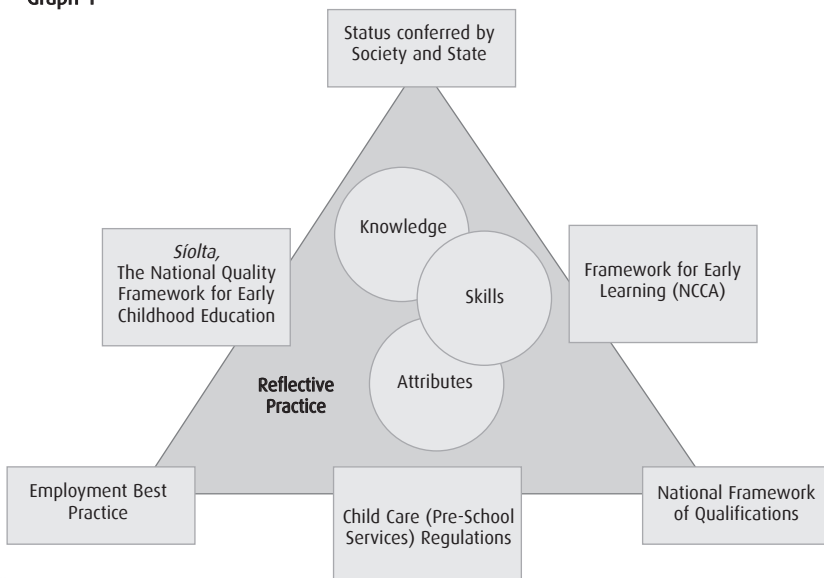 Graph 1
Status conferred by
Society and State
Knowledge
Síolta,
The National Quality
Framework for Early
Childhood Education
Framework for Early
Learning (NCCA)
Skills
Attributes
Reflective
Practice
Employment Best
Practice
Child Care (Pre-School
Services) Regulations
National Framework
of Qualifications